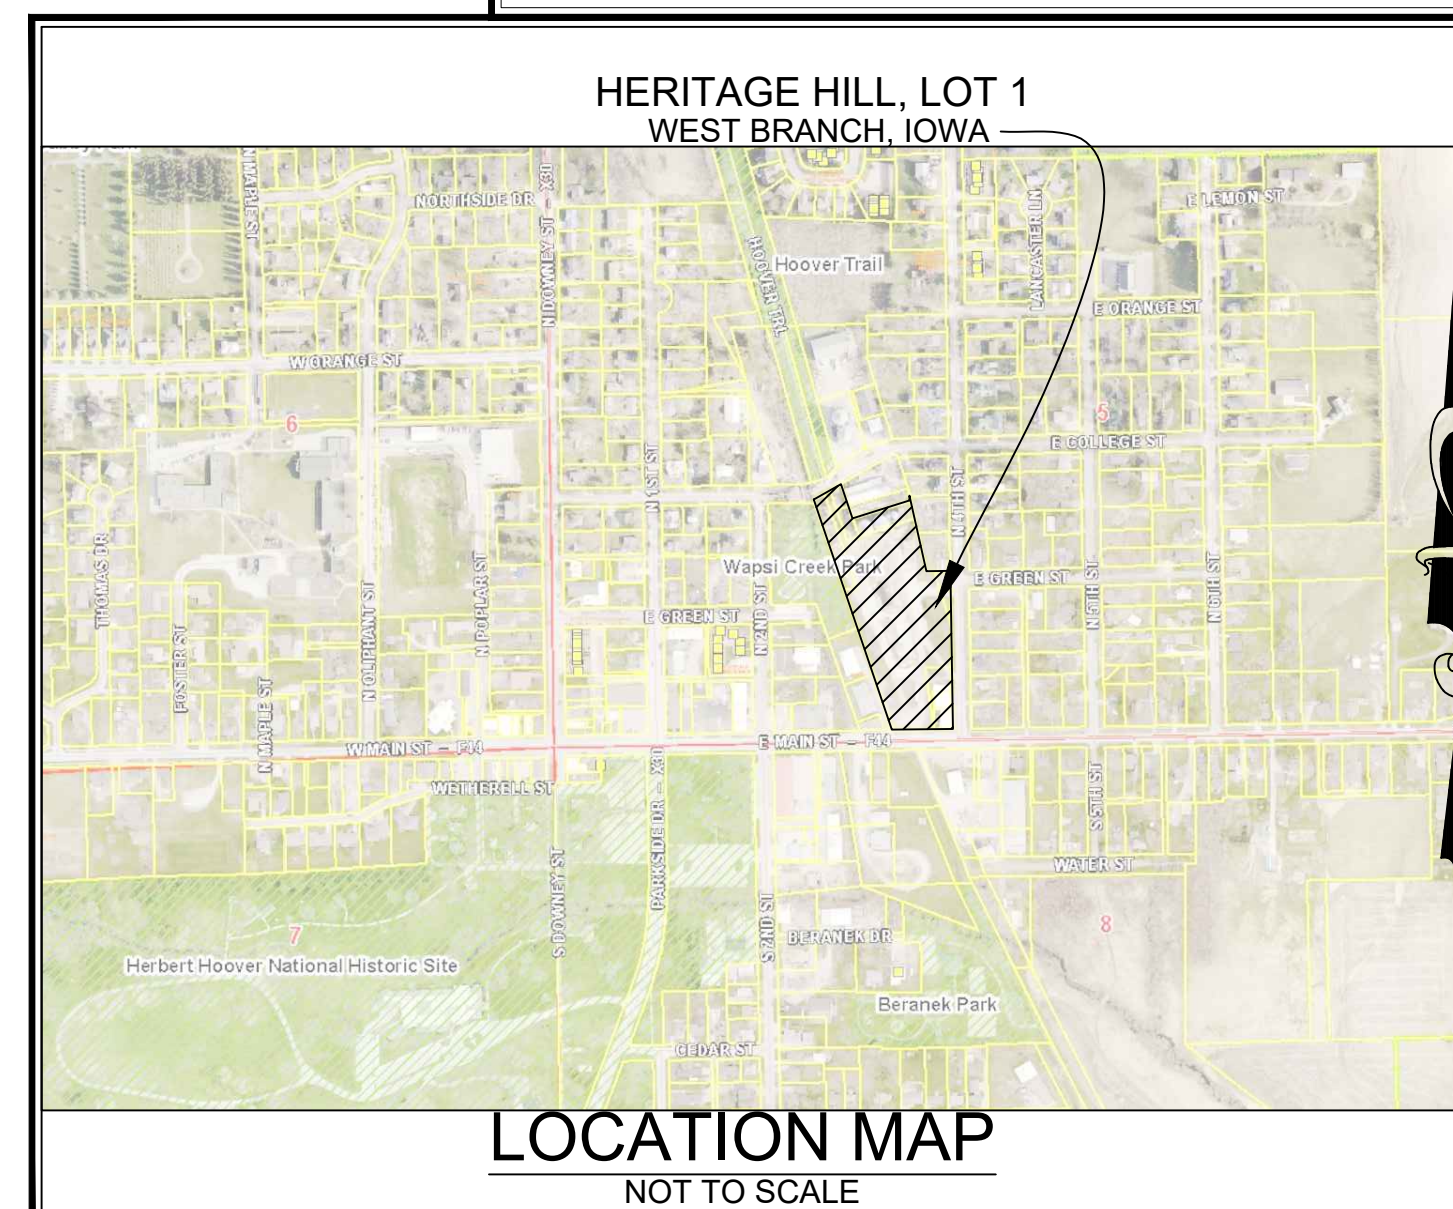 HERITAGE HILL, LOT 1
WEST BRANCH, IOWA
N MAPLE ST
NORTHSIDE DR
N DOWNEY ST - X30
HOOVER TRL
Hoover Trail
LANCASTER LN
E LEMON ST
E ORANGE ST
W ORANGE ST
6
5
E COLLEGE ST
N 1ST ST
N 4TH ST
THOMAS DR
N OLIPHANT ST
N POPLAR ST
Wapsi Creek Park
E GREEN ST
N 5TH ST
N 6TH ST
E GREEN ST
N 2ND ST
FOSTER ST
N MAPLE ST
W MAIN ST - F44
E MAIN ST - F44
WETHERELL ST
PARKSIDE DR - X30
S 5TH ST
WATER ST
S DOWNEY ST
S 2ND ST
7
BERANEK DR
8
Herbert Hoover National Historic Site
Beranek Park
CEDAR ST
LOCATION MAP
NOT TO SCALE